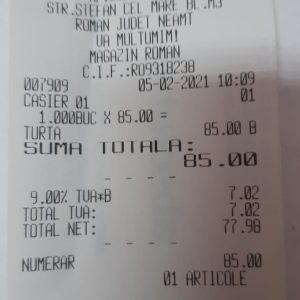 STR.STEFAN CEL MARE BL.M3
ROMAN JUDET NEAMT
VA MULTUMIM!
MAGAZIN ROMAN
C.I.F.:RO9318238
007909 05-02-2021 10:09
CASIER 01 01
1.000BUC X 85.00 =
TURTA 85.00 B
SUMA TOTALA:
85.00
- - - -
9.00% TVA*B 7.02
TOTAL TVA: 7.02
TOTAL NET: 77.98
- - - -
NUMERAR 85.00
01 ARTICOLE